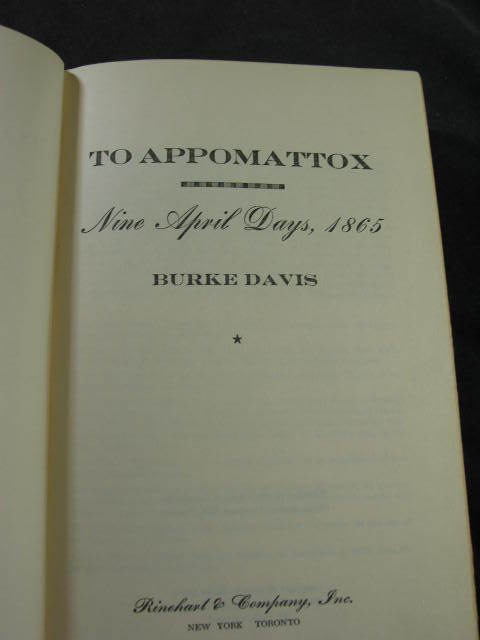 TO APPOMATTOX
Nine April Days, 1865
BURKE DAVIS
Rinehart & Company, Inc.
NEW YORK TORONTO